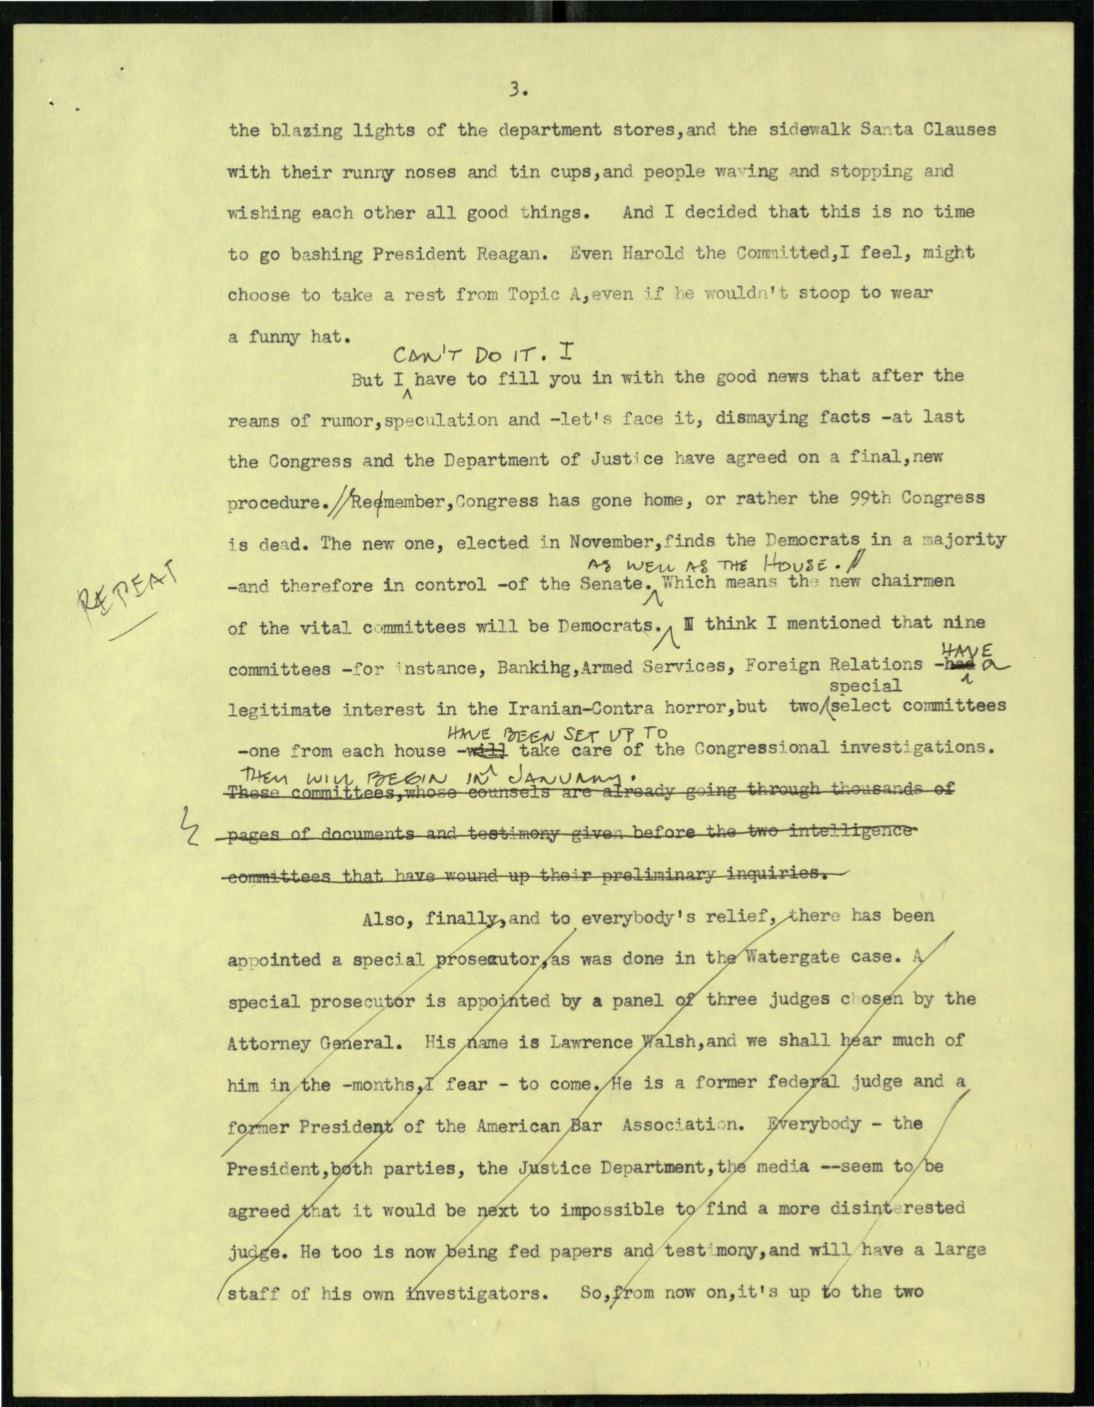 3.
the blazing lights of the department stores,and the sidewalk Santa Clauses
with their runny noses and tin cups,and people waving and stopping and
wishing each other all good things. And I decided that this is no time
to go bashing President Reagan. Even Harold the Committed,I feel, might
choose to take a rest from Topic A,even if he wouldn't stoop to wear
a funny hat.
CAN'T DO IT. I
But I have to fill you in with the good news that after the
reams of rumor,speculation and -let's face it, dismaying facts -at last
the Congress and the Department of Justice have agreed on a final,new
procedure.//Reemember,Congress has gone home, or rather the 99th Congress
is dead. The new one, elected in November,finds the Democrats in a majority
AS WELL AS THE HOUSE.//
-and therefore in control -of the Senate. Which means the new chairmen
REPEAT
of the vital committees will be Democrats. I think I mentioned that nine
HAVE
committees -for instance, Bankihg,Armed Services, Foreign Relations -had a
special
legitimate interest in the Iranian-Contra horror,but two select committees
HAVE BEEN SET UP TO
-one from each house -will take care of the Congressional investigations.
THEY WILL BEGIN IN JANUARY.
These committees,whose counsels are already going through thousands of
pages of documents and testimony given before the two intelligence
committees that have wound up their preliminary inquiries.
Also, finally,and to everybody's relief, there has been
appointed a special prosecutor,as was done in the Watergate case. A
special prosecutor is appointed by a panel of three judges chosen by the
Attorney General. His name is Lawrence Walsh,and we shall hear much of
him in the -months,I fear - to come. He is a former federal judge and a
former President of the American Bar Association. Everybody - the
President,both parties, the Justice Department,the media --seem to be
agreed that it would be next to impossible to find a more disinterested
judge. He too is now being fed papers and testimony,and will have a large
staff of his own investigators. So,from now on,it's up to the two